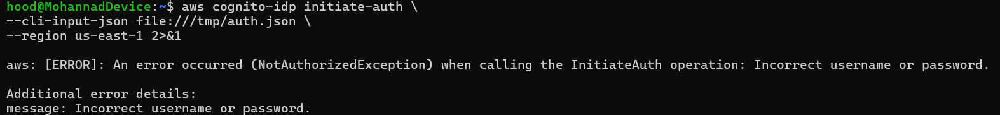 hood@MohannadDevice:~$ aws cognito-idp initiate-auth \
--cli-input-json file:///tmp/auth.json \
--region us-east-1 2>&1
aws: [ERROR]: An error occurred (NotAuthorizedException) when calling the InitiateAuth operation: Incorrect username or password.
Additional error details:
message: Incorrect username or password.